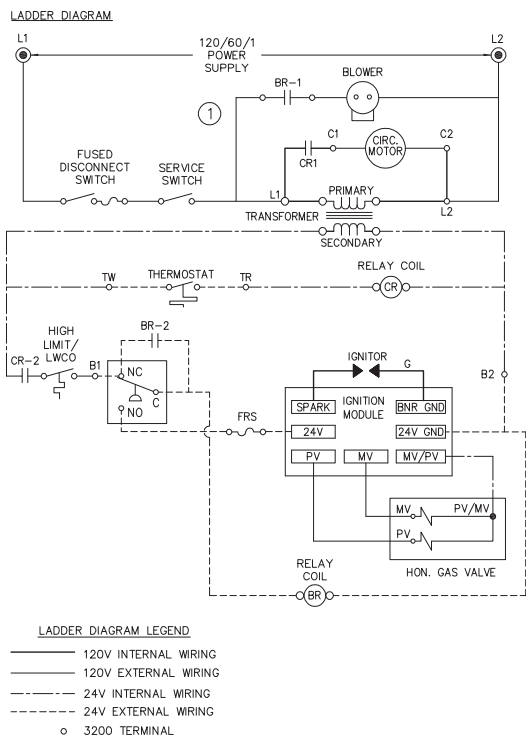 LADDER DIAGRAM
L1
L2
120/60/1
POWER
SUPPLY
BLOWER
BR-1
1
C1
CIRC.
MOTOR
C2
CR1
FUSED
DISCONNECT
SWITCH
SERVICE
SWITCH
L1
PRIMARY
L2
TRANSFORMER
SECONDARY
TW
THERMOSTAT
TR
RELAY COIL
CR
HIGH
LIMIT/
LWCO
BR-2
CR-2
B1
NC
C
NO
IGNITOR
G
B2
SPARK
IGNITION
MODULE
BNR GND
FRS
24V
24V GND
PV
MV
MV/PV
MV
PV/MV
PV
HON. GAS VALVE
RELAY
COIL
BR
LADDER DIAGRAM LEGEND
120V INTERNAL WIRING
120V EXTERNAL WIRING
24V INTERNAL WIRING
24V EXTERNAL WIRING
3200 TERMINAL